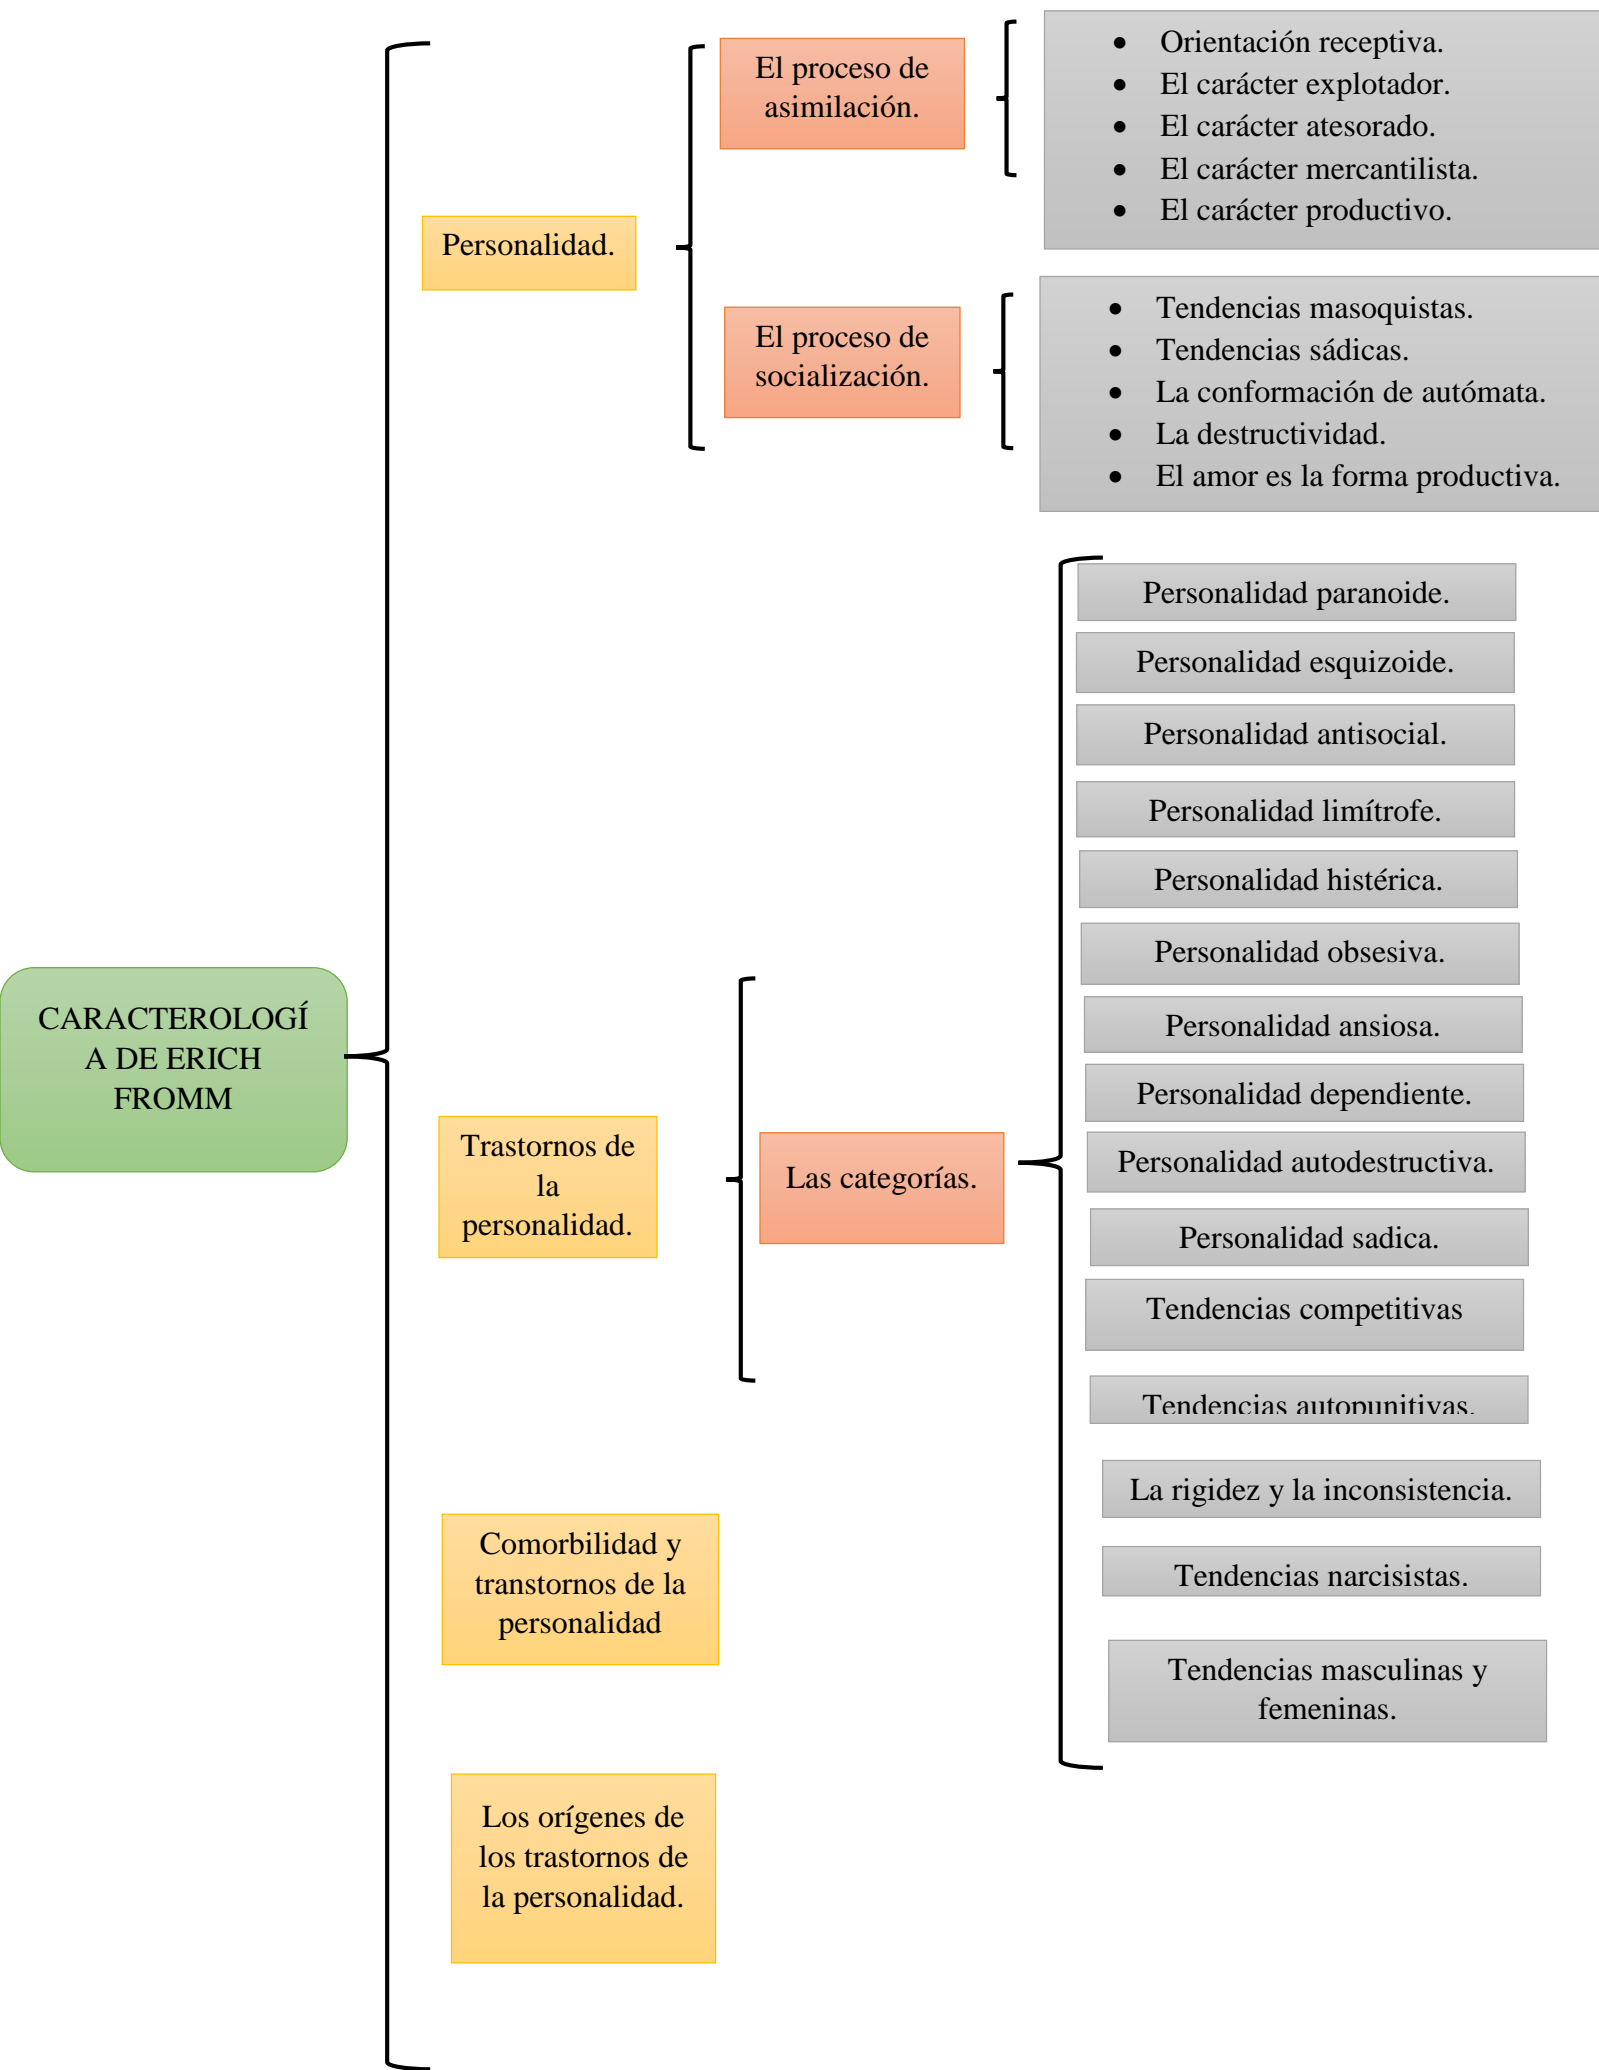 CARACTEROLOGÍ
A DE ERICH
FROMM
Personalidad.
El proceso de
asimilación.
• Orientación receptiva.
• El carácter explotador.
• El carácter atesorado.
• El carácter mercantilista.
• El carácter productivo.
El proceso de
socialización.
• Tendencias masoquistas.
• Tendencias sádicas.
• La conformación de autómata.
• La destructividad.
• El amor es la forma productiva.
Trastornos de
la
personalidad.
Las categorías.
Personalidad paranoide.
Personalidad esquizoide.
Personalidad antisocial.
Personalidad limítrofe.
Personalidad histérica.
Personalidad obsesiva.
Personalidad ansiosa.
Personalidad dependiente.
Personalidad autodestructiva.
Personalidad sadica.
Tendencias competitivas
Tendencias autopunitivas.
La rigidez y la inconsistencia.
Tendencias narcisistas.
Tendencias masculinas y
femeninas.
Comorbilidad y
transtornos de la
personalidad
Los orígenes de
los trastornos de
la personalidad.